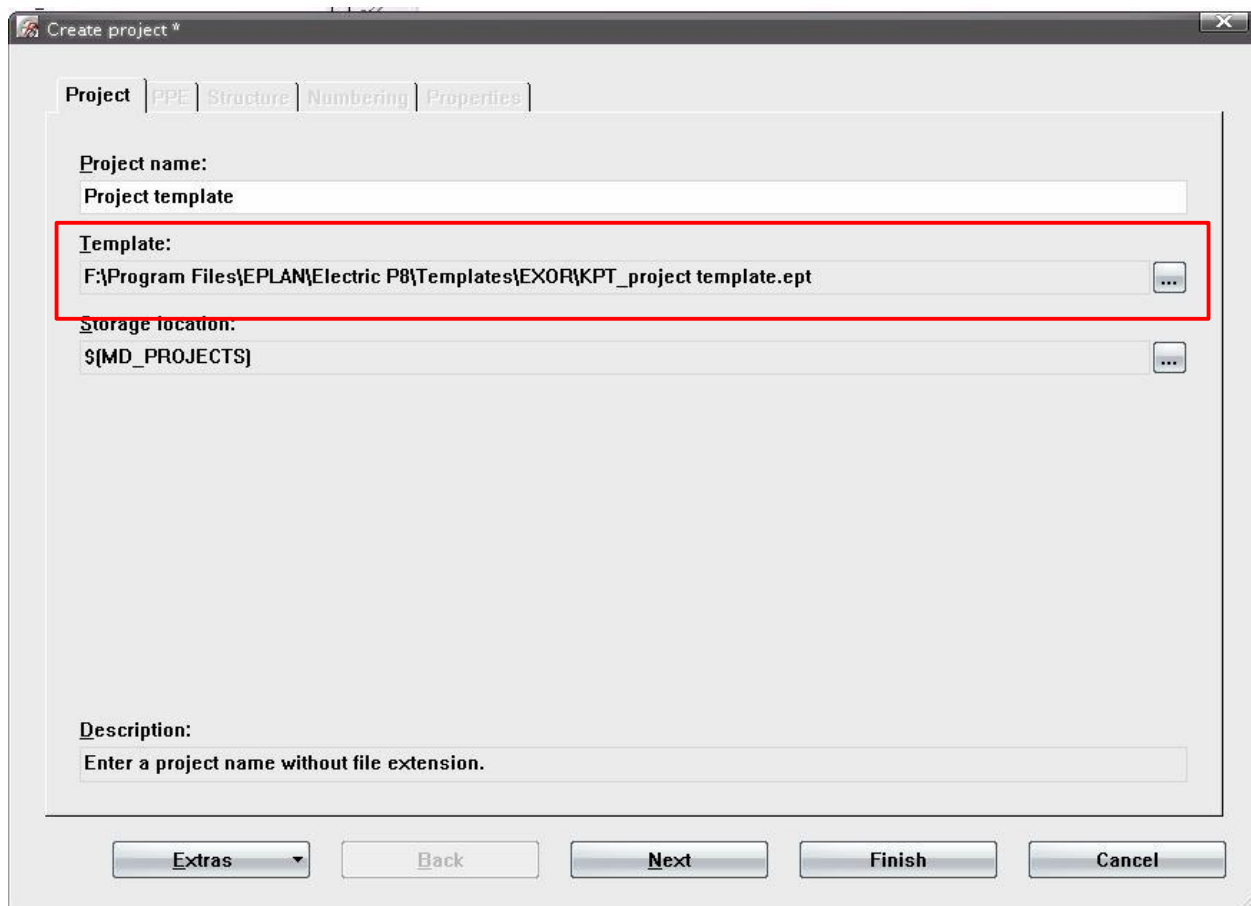 Create project *
Project PPE Structure Numbering Properties
Project name:
Project template
Template:
F:\Program Files\EPLAN\Electric P8\Templates\EXOR\KPT_project template.ept
...
Storage location:
$(MD_PROJECTS)
...
Description:
Enter a project name without file extension.
Extras Back Next Finish Cancel